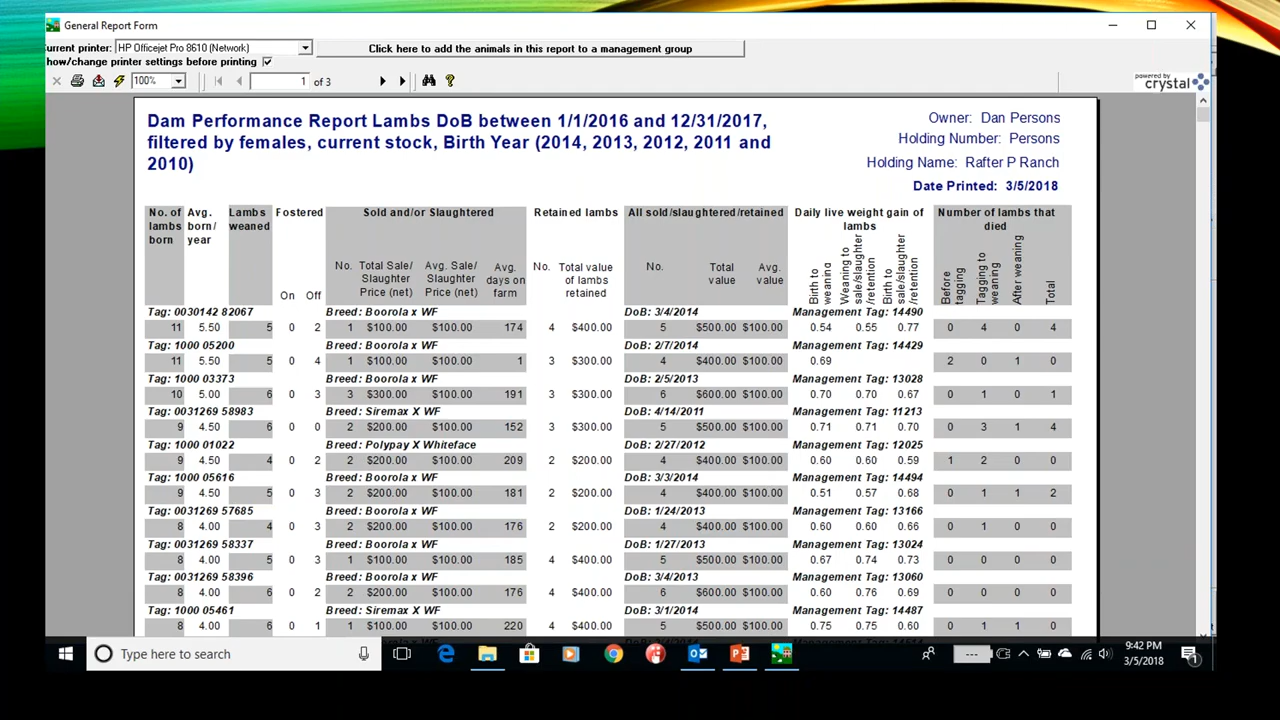 General Report Form
urrent printer: HP Officejet Pro 8610 (Network) Click here to add the animals in this report to a management group
how/change printer settings before printing
100% 1 of 3
powered by crystal
Dam Performance Report Lambs DoB between 1/1/2016 and 12/31/2017,
filtered by females, current stock, Birth Year (2014, 2013, 2012, 2011 and
2010)
Owner: Dan Persons
Holding Number: Persons
Holding Name: Rafter P Ranch
Date Printed: 3/5/2018
No. of lambs born Avg. born/ year Lambs weaned Fostered On Off Sold and/or Slaughtered No. Total Sale/ Slaughter Price (net) Avg. Sale/ Slaughter Price (net) Avg. days on farm Retained lambs No. Total value of lambs retained All sold/slaughtered/retained No. Total value Avg. value Daily live weight gain of lambs Birth to weaning Weaning to sale/slaughter /retention Birth to sale/slaughter /retention Number of lambs that died Before tagging Tagging to weaning After weaning Total
Tag: 0030142 82067 Breed: Boorola x WF DoB: 3/4/2014 Management Tag: 14490
11 5.50 5 0 2 1 $100.00 $100.00 174 4 $400.00 5 $500.00 $100.00 0.54 0.55 0.77 0 4 0 4
Tag: 1000 05200 Breed: Boorola x WF DoB: 2/7/2014 Management Tag: 14429
11 5.50 5 0 4 1 $100.00 $100.00 1 3 $300.00 4 $400.00 $100.00 0.69 2 0 1 0
Tag: 1000 03373 Breed: Boorola x WF DoB: 2/5/2013 Management Tag: 13028
10 5.00 6 0 3 3 $300.00 $100.00 191 3 $300.00 6 $600.00 $100.00 0.70 0.70 0.67 0 1 0 1
Tag: 0031269 58983 Breed: Siremax X WF DoB: 4/14/2011 Management Tag: 11213
9 4.50 6 0 0 2 $200.00 $100.00 152 3 $300.00 5 $500.00 $100.00 0.71 0.71 0.70 0 3 1 4
Tag: 1000 01022 Breed: Polypay X Whiteface DoB: 2/27/2012 Management Tag: 12025
9 4.50 4 0 2 2 $200.00 $100.00 209 2 $200.00 4 $400.00 $100.00 0.60 0.60 0.59 1 2 0 0
Tag: 1000 05616 Breed: Boorola x WF DoB: 3/3/2014 Management Tag: 14494
9 4.50 5 0 3 2 $200.00 $100.00 181 2 $200.00 4 $400.00 $100.00 0.51 0.57 0.68 0 1 1 2
Tag: 0031269 57685 Breed: Boorola x WF DoB: 1/24/2013 Management Tag: 13166
8 4.00 4 0 3 2 $200.00 $100.00 176 2 $200.00 4 $400.00 $100.00 0.60 0.60 0.66 0 1 0 0
Tag: 0031269 58337 Breed: Boorola x WF DoB: 1/27/2013 Management Tag: 13024
8 4.00 5 0 3 1 $100.00 $100.00 185 4 $400.00 5 $500.00 $100.00 0.67 0.74 0.73 0 0 0 0
Tag: 0031269 58396 Breed: Boorola x WF DoB: 3/4/2013 Management Tag: 13060
8 4.00 6 0 2 2 $200.00 $100.00 176 4 $400.00 6 $600.00 $100.00 0.60 0.76 0.69 0 0 0 0
Tag: 1000 05461 Breed: Siremax X WF DoB: 3/1/2014 Management Tag: 14487
8 4.00 6 0 1 1 $100.00 $100.00 220 4 $400.00 5 $500.00 $100.00 0.75 0.75 0.60 0 1 1 0
Type here to search
9:42 PM
3/5/2018
1